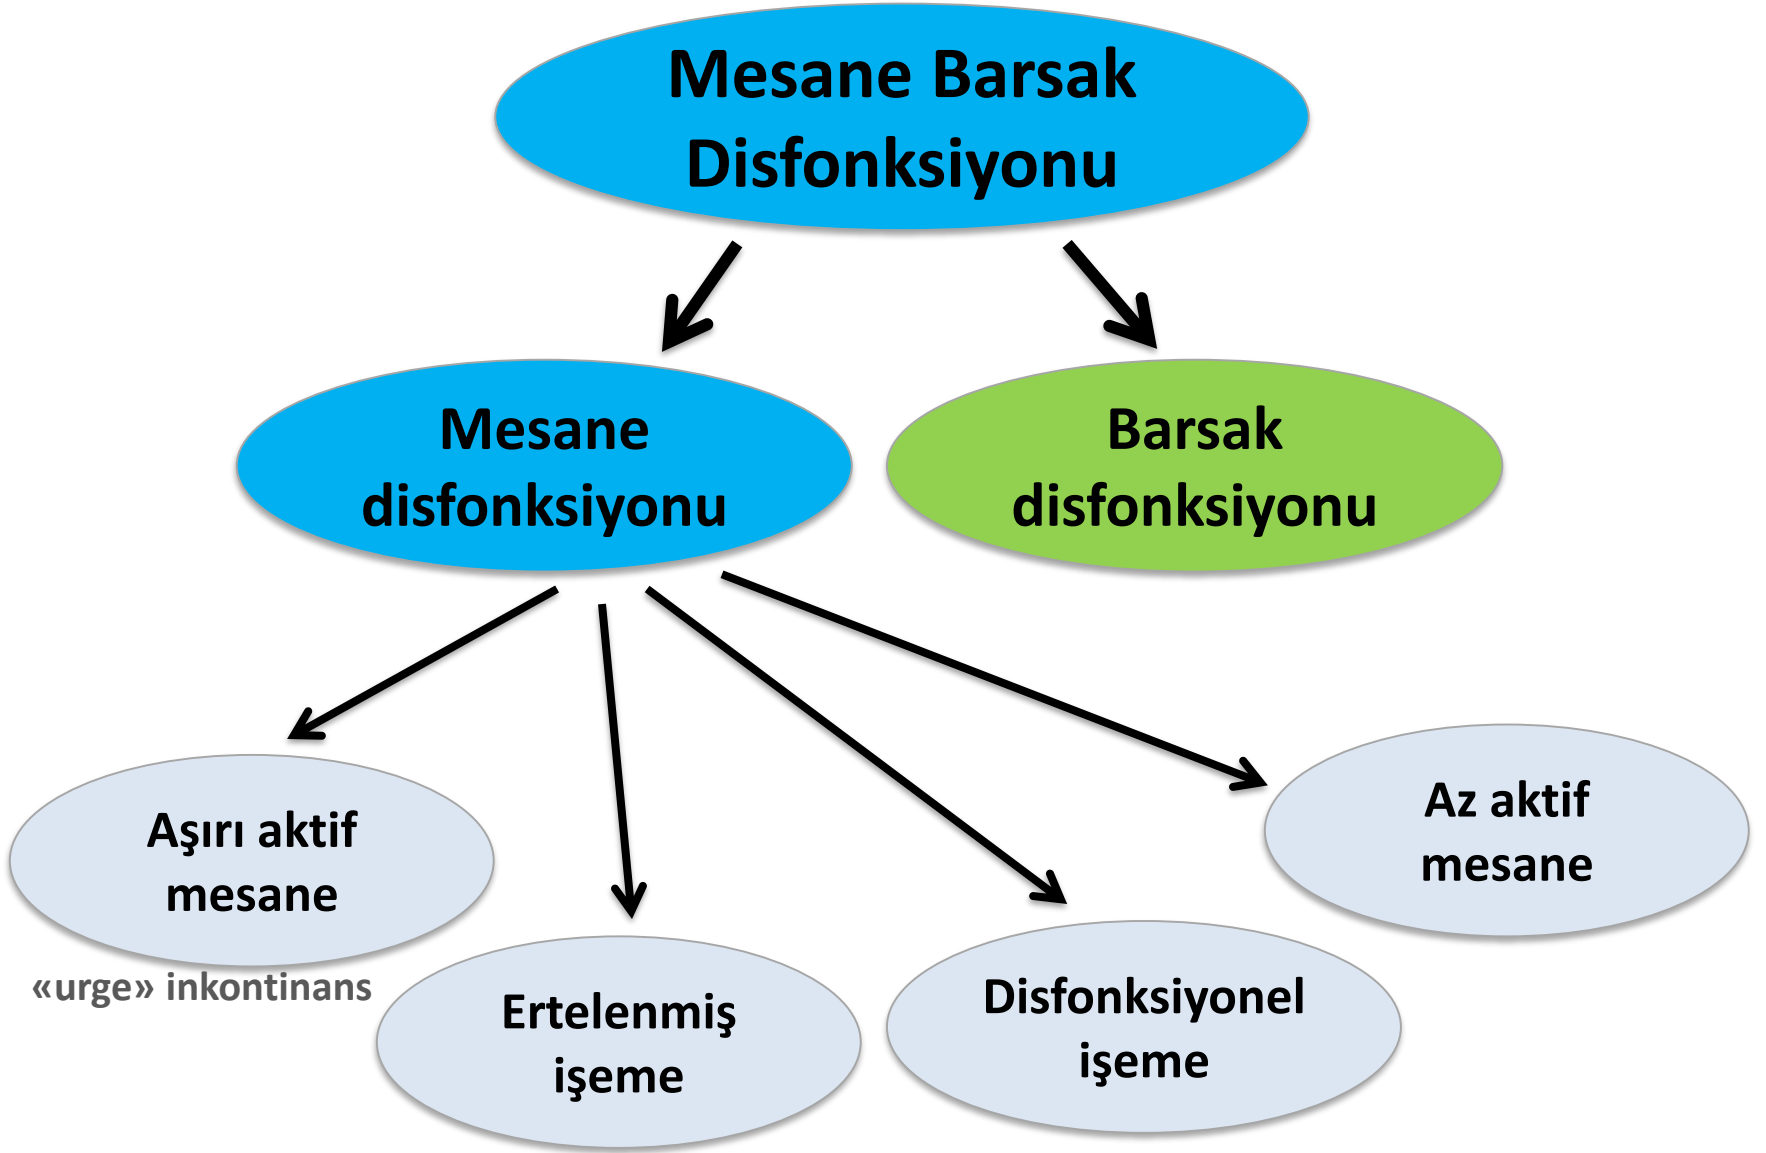 Mesane Barsak
Disfonksiyonu
Mesane
disfonksiyonu
Barsak
disfonksiyonu
Aşırı aktif
mesane
«urge» inkontinans
Ertelenmiş
işeme
Disfonksiyonel
işeme
Az aktif
mesane